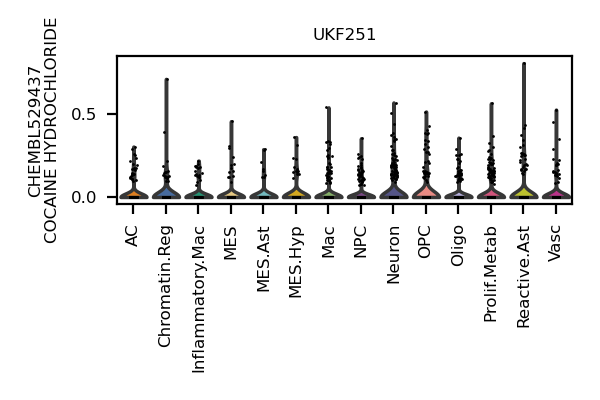 UKF251
CHEMBL529437
COCAINE HYDROCHLORIDE
0.5
0.0
AC
Chromatin.Reg
Inflammatory.Mac
MES
MES.Ast
MES.Hyp
Mac
NPC
Neuron
OPC
Oligo
Prolif.Metab
Reactive.Ast
Vasc